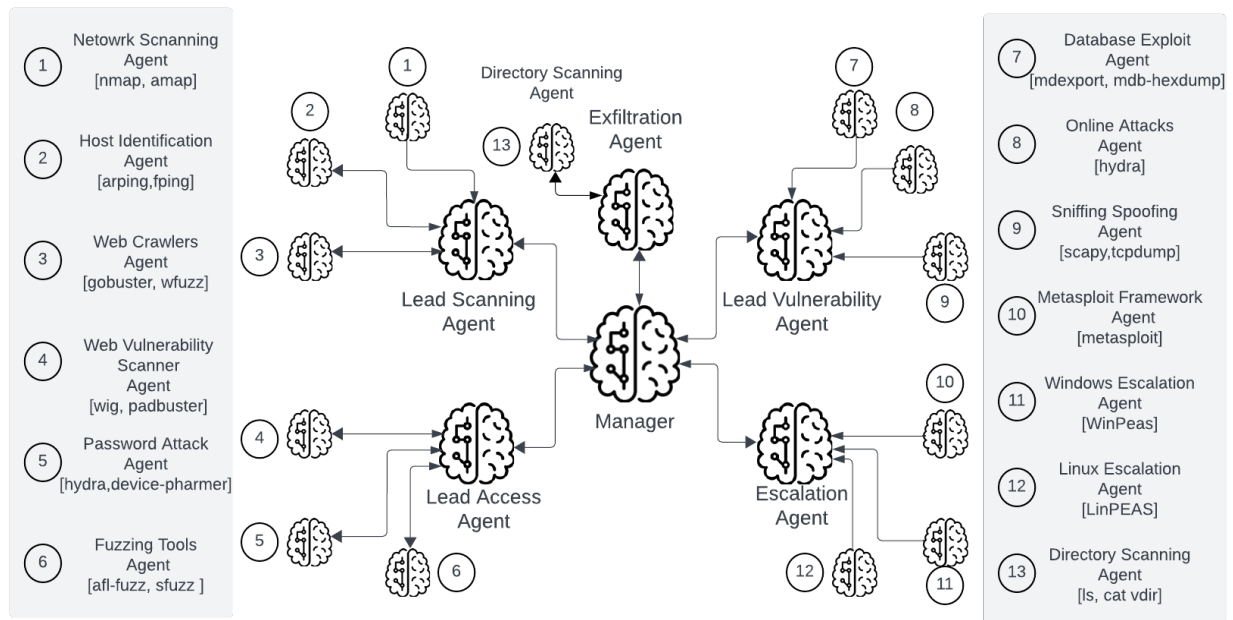 1
Netowrk Scnanning
Agent
[nmap, amap]
2
Host Identification
Agent
[arping,fping]
3
Web Crawlers
Agent
[gobuster, wfuzz]
4
Web Vulnerability
Scanner
Agent
[wig, padbuster]
5
Password Attack
Agent
[hydra,device-pharmer]
6
Fuzzing Tools
Agent
[afl-fuzz, sfuzz ]
1
2
3
Lead Scanning
Agent
Directory Scanning
Agent
13
Exfiltration
Agent
7
8
9
Lead Vulnerability
Agent
Manager
4
5
6
Lead Access
Agent
10
11
12
Escalation
Agent
7
Database Exploit
Agent
[mdexport, mdb-hexdump]
8
Online Attacks
Agent
[hydra]
9
Sniffing Spoofing
Agent
[scapy,tcpdump]
10
Metasploit Framework
Agent
[metasploit]
11
Windows Escalation
Agent
[WinPeas]
12
Linux Escalation
Agent
[LinPEAS]
13
Directory Scanning
Agent
[ls, cat vdir]